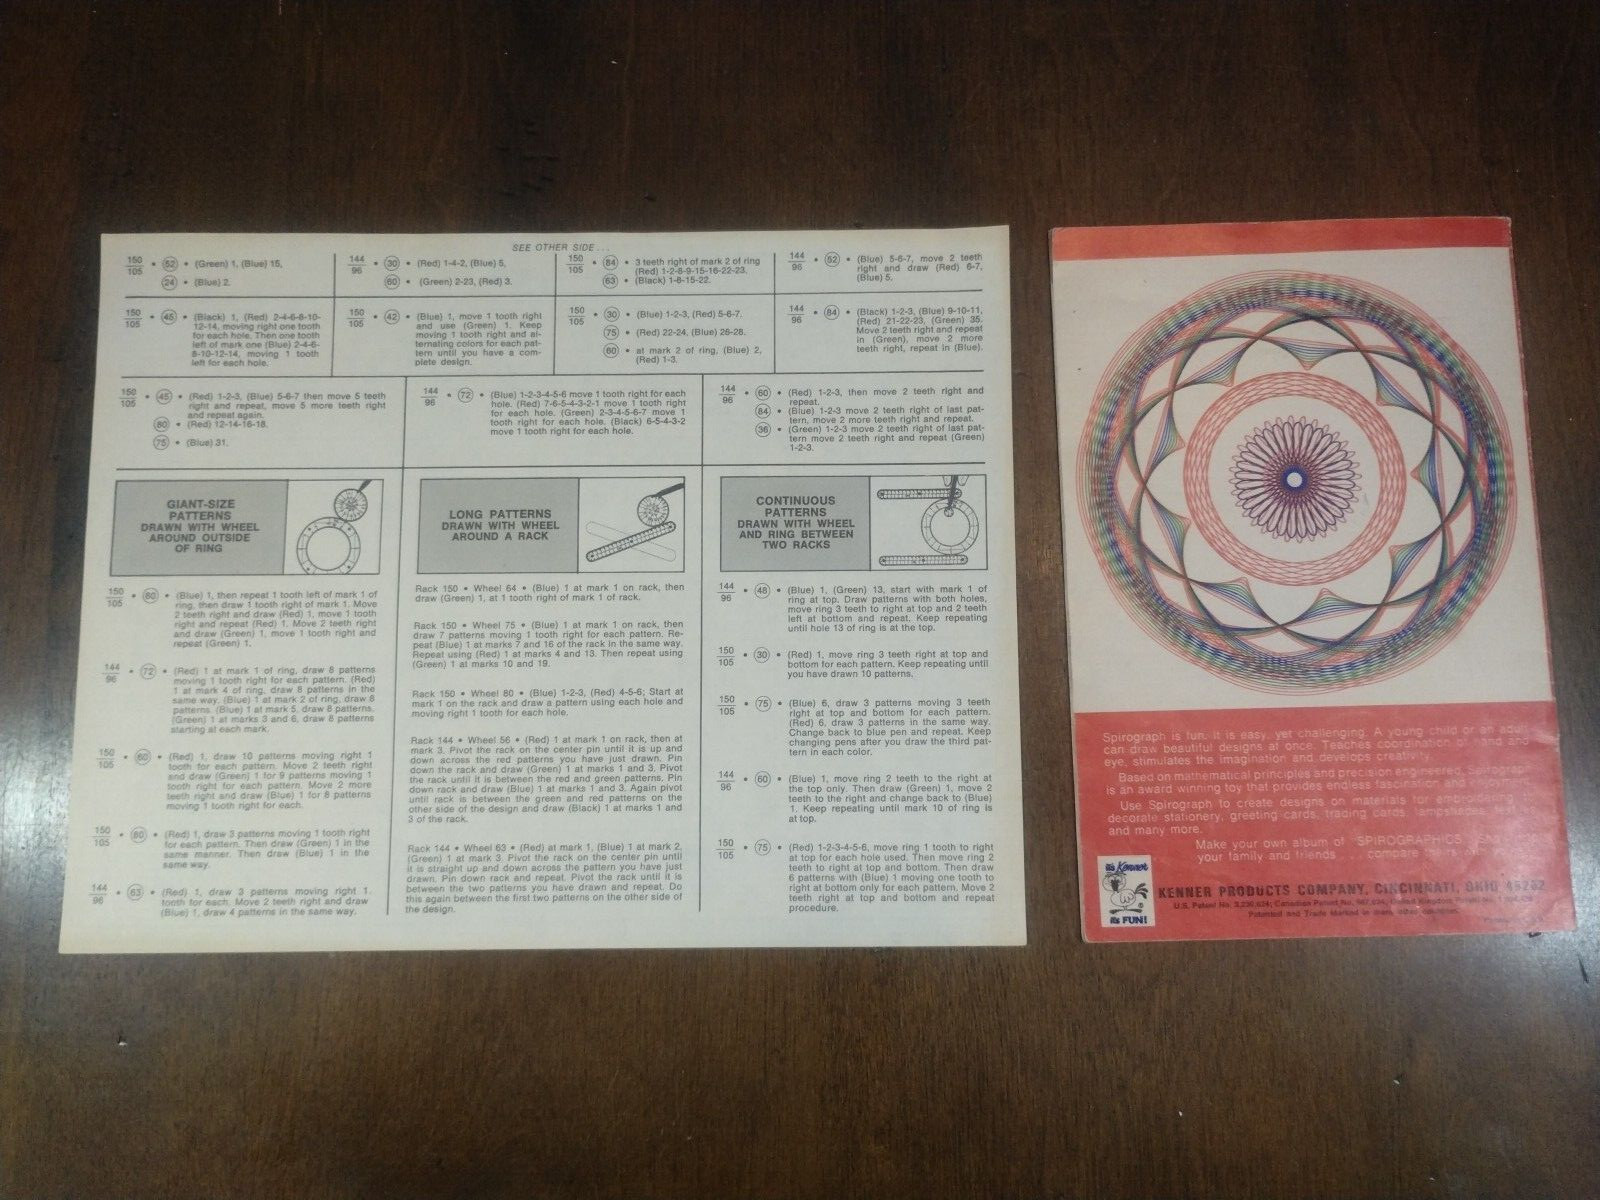 SEE OTHER SIDE...
150
105 • 52 • (Green) 1, (Blue) 15,
24 • (Blue) 2.
144
96 • 30 • (Red) 1-4-2, (Blue) 5,
60 • (Green) 2-23, (Red) 3.
150
105 • 84 • 3 teeth right of mark 2 of ring
(Red) 1-2-8-9-15-16-22-23.
63 • (Black) 1-8-15-22.
144
96 • 52 • (Blue) 5-6-7, move 2 teeth
right and draw (Red) 6-7,
(Blue) 5.
150
105 • 45 • (Black) 1, (Red) 2-4-6-8-10-
12-14, moving right one tooth
for each hole. Then one tooth
left of mark one (Blue) 2-4-6-
8-10-12-14, moving 1 tooth
left for each hole.
150
105 • 42 • (Blue) 1, move 1 tooth right
and use (Green) 1. Keep
moving 1 tooth right and al-
ternating colors for each pat-
tern until you have a com-
plete design.
150
105 • 30 • (Blue) 1-2-3, (Red) 5-6-7.
75 • (Red) 22-24, (Blue) 26-28.
60 • at mark 2 of ring, (Blue) 2,
(Red) 1-3.
144
96 • 84 • (Black) 1-2-3, (Blue) 9-10-11,
(Red) 21-22-23, (Green) 35.
Move 2 teeth right and repeat
in (Green), move 2 more
teeth right, repeat in (Blue).
150
105 • 45 • (Red) 1-2-3, (Blue) 5-6-7 then move 5 teeth
right and repeat, move 5 more teeth right
and repeat again.
80 • (Red) 12-14-16-18.
75 • (Blue) 31.
144
96 • 72 • (Blue) 1-2-3-4-5-6 move 1 tooth right for each
hole. (Red) 7-6-5-4-3-2-1 move 1 tooth right
for each hole. (Green) 2-3-4-5-6-7 move 1
tooth right for each hole. (Black) 6-5-4-3-2
move 1 tooth right for each hole.
144
96 • 60 • (Red) 1-2-3, then move 2 teeth right and
repeat.
84 • (Blue) 1-2-3 move 2 teeth right of last pat-
tern, move 2 more teeth right and repeat.
36 • (Green) 1-2-3 move 2 teeth right of last pat-
tern move 2 teeth right and repeat (Green)
1-2-3.
GIANT-SIZE
PATTERNS
DRAWN WITH WHEEL
AROUND OUTSIDE
OF RING
150
105 • 80 • (Blue) 1, then repeat 1 tooth left of mark 1 of
ring, then draw 1 tooth right of mark 1. Move
2 teeth right and draw (Red) 1, move 1 tooth
right and repeat (Red) 1. Move 2 teeth right
and draw (Green) 1, move 1 tooth right and
repeat (Green) 1.
144
96 • 72 • (Red) 1 at mark 1 of ring, draw 8 patterns
moving 1 tooth right for each pattern. (Red)
1 at mark 4 of ring, draw 8 patterns in the
same way. (Blue) 1 at mark 2 of ring, draw 8
patterns. (Blue) 1 at mark 5, draw 8 patterns.
(Green) 1 at marks 3 and 6, draw 8 patterns
starting at each mark.
150
105 • 60 • (Red) 1, draw 10 patterns moving right 1
tooth for each pattern. Move 2 teeth right
and draw (Green) 1 for 9 patterns moving 1
tooth right for each pattern. Move 2 more
teeth right and draw (Blue) 1 for 8 patterns
moving 1 tooth right for each.
150
105 • 80 • (Red) 1, draw 3 patterns moving 1 tooth right
for each pattern. Then draw (Green) 1 in the
same manner. Then draw (Blue) 1 in the
same way.
144
96 • 63 • (Red) 1, draw 3 patterns moving right 1.
tooth for each. Move 2 teeth right and draw
(Blue) 1, draw 4 patterns in the same way.
LONG PATTERNS
DRAWN WITH WHEEL
AROUND A RACK
Rack 150 • Wheel 64 • (Blue) 1 at mark 1 on rack, then
draw (Green) 1, at 1 tooth right of mark 1 of rack.
Rack 150 • Wheel 75 • (Blue) 1 at mark 1 on rack, then
draw 7 patterns moving 1 tooth right for each pattern. Re-
peat (Blue) 1 at marks 7 and 16 of the rack in the same way.
Repeat using (Red) 1 at marks 4 and 13. Then repeat using
(Green) 1 at marks 10 and 19.
Rack 150 • Wheel 80 • (Blue) 1-2-3, (Red) 4-5-6; Start at
mark 1 on the rack and draw a pattern using each hole and
moving right 1 tooth for each hole.
Rack 144 • Wheel 56 • (Red) 1 at mark 1 on rack, then at
mark 3. Pivot the rack on the center pin until it is up and
down across the red patterns you have just drawn. Pin
down the rack and draw (Green) 1 at marks 1 and 3, Pivot
the rack until it is between the red and green patterns. Pin
down rack and draw (Blue) 1 at marks 1 and 3. Again pivot
until rack is between the green and red patterns on the
other side of the design and draw (Black) 1 at marks 1 and
3 of the rack.
Rack 144 • Wheel 63 • (Red) at mark 1, (Blue) 1 at mark 2,
(Green) 1 at mark 3. Pivot the rack on the center pin until
it is straight up and down across the pattern you have just
drawn. Pin down rack and repeat. Pivot the rack until it is
between the two patterns you have drawn and repeat. Do
this again between the first two patterns on the other side of
the design.
CONTINUOUS
PATTERNS
DRAWN WITH WHEEL
AND RING BETWEEN
TWO RACKS
144
96 • 48 • (Blue) 1, (Green) 13, start with mark 1 of
ring at top. Draw patterns with both holes,
move ring 3 teeth to right at top and 2 teeth
left at bottom and repeat. Keep repeating
until hole 13 of ring is at the top.
150
105 • 30 • (Red) 1, move ring 3 teeth right at top and
bottom for each pattern. Keep repeating until
you have drawn 10 patterns.
150
105 • 75 • (Blue) 6, draw 3 patterns moving 3 teeth
right at top and bottom for each pattern.
(Red) 6, draw 3 patterns in the same way.
Change back to blue pen and repeat. Keep
changing pens after you draw the third pat-
tern in each color.
144
96 • 60 • (Blue) 1, move ring 2 teeth to the right at
the top only. Then draw (Green) 1, move 2
teeth to the right and change back to (Blue)
1. Keep repeating until mark 10 of ring is
at top.
150
105 • 75 • (Red) 1-2-3-4-5-6, move ring 1 tooth to right
at top for each hole used. Then move ring 2
teeth to right at top and bottom. Then draw
6 patterns with (Blue) 1 moving one tooth to
right at bottom only for each pattern. Move 2
teeth right at top and bottom and repeat
procedure.
Spirograph is fun. It is easy, yet challenging. A young child or an adult
can draw beautiful designs at once. Teaches coordination of hand and
eye, stimulates the imagination and develops creativity.
Based on mathematical principles and precision engineered, Spirograph
is an award winning toy that provides endless fascination and
Use Spirograph to create designs on materials for
decorate stationery, greeting cards, trading cards, lampshades
and many more.
Make your own album of SPIROGRAPHICS
your family and friends
it's Kenner
it's FUN!
KENNER PRODUCTS COMPANY, CINCINNATI, OHIO 45202
U.S. Patent No. 3,230,624; Canadian Patent No. United Kingdom Patent No.
Patented and Trade Marked in many other countries.